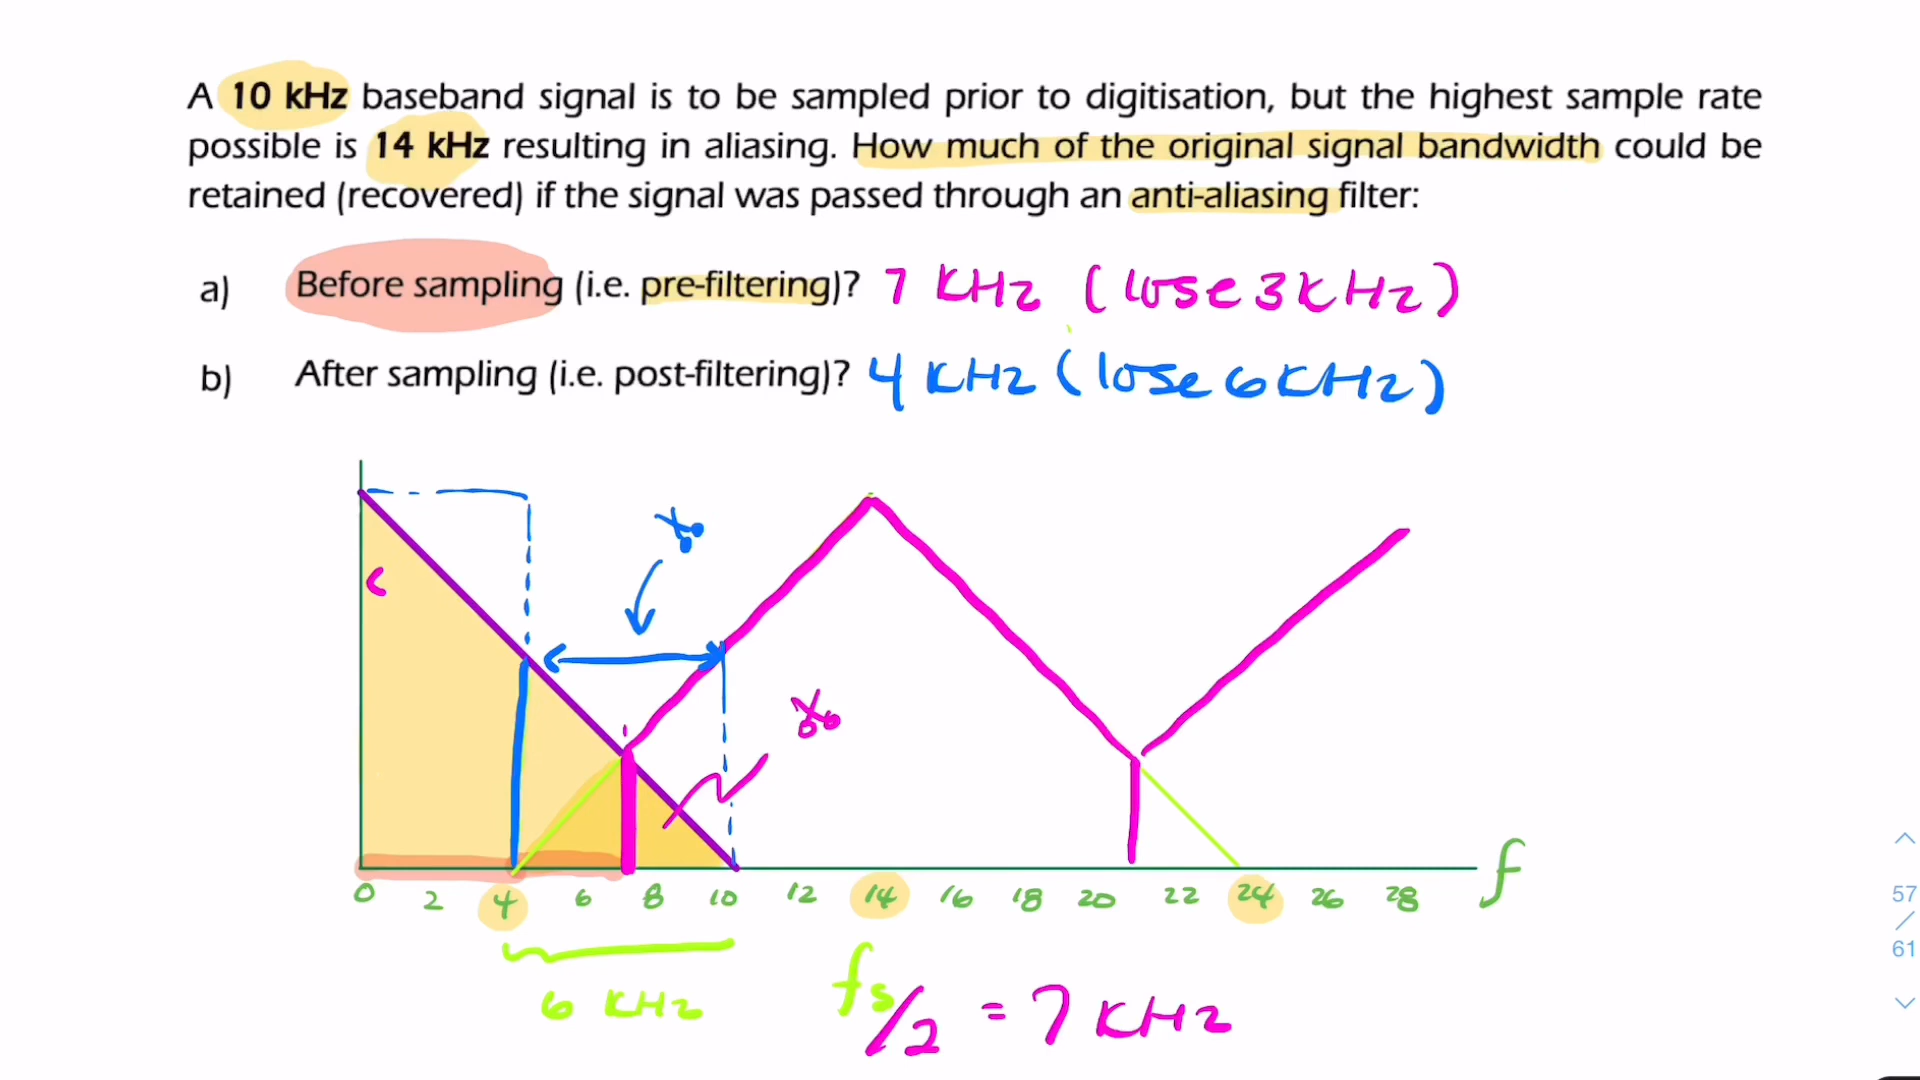 A 10 kHz baseband signal is to be sampled prior to digitisation, but the highest sample rate
possible is 14 kHz resulting in aliasing. How much of the original signal bandwidth could be
retained (recovered) if the signal was passed through an anti-aliasing filter:
a) Before sampling (i.e. pre-filtering)? 7 KHz (lose 3 KHz)
b) After sampling (i.e. post-filtering)? 4 KHz (lose 6 KHz)
0 2 4 6 8 10 12 14 16 18 20 22 24 26 28 f
57
/
61
6 KHz
fs/2 = 7 KHz